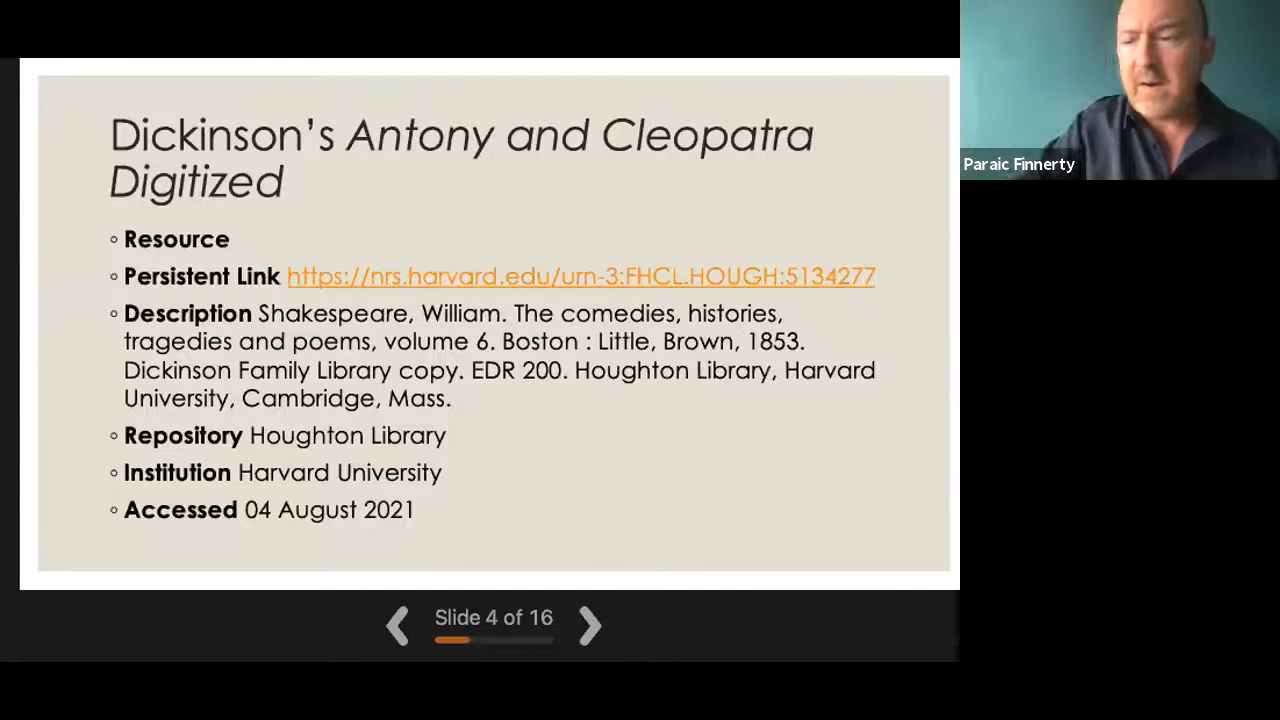 Dickinson's Antony and Cleopatra
Digitized
◦ Resource
◦ Persistent Link https://nrs.harvard.edu/urn-3:FHCL.HOUGH:5134277
◦ Description Shakespeare, William. The comedies, histories,
tragedies and poems, volume 6. Boston : Little, Brown, 1853.
Dickinson Family Library copy. EDR 200. Houghton Library, Harvard
University, Cambridge, Mass.
◦ Repository Houghton Library
◦ Institution Harvard University
◦ Accessed 04 August 2021
Slide 4 of 16
Paraic Finnerty